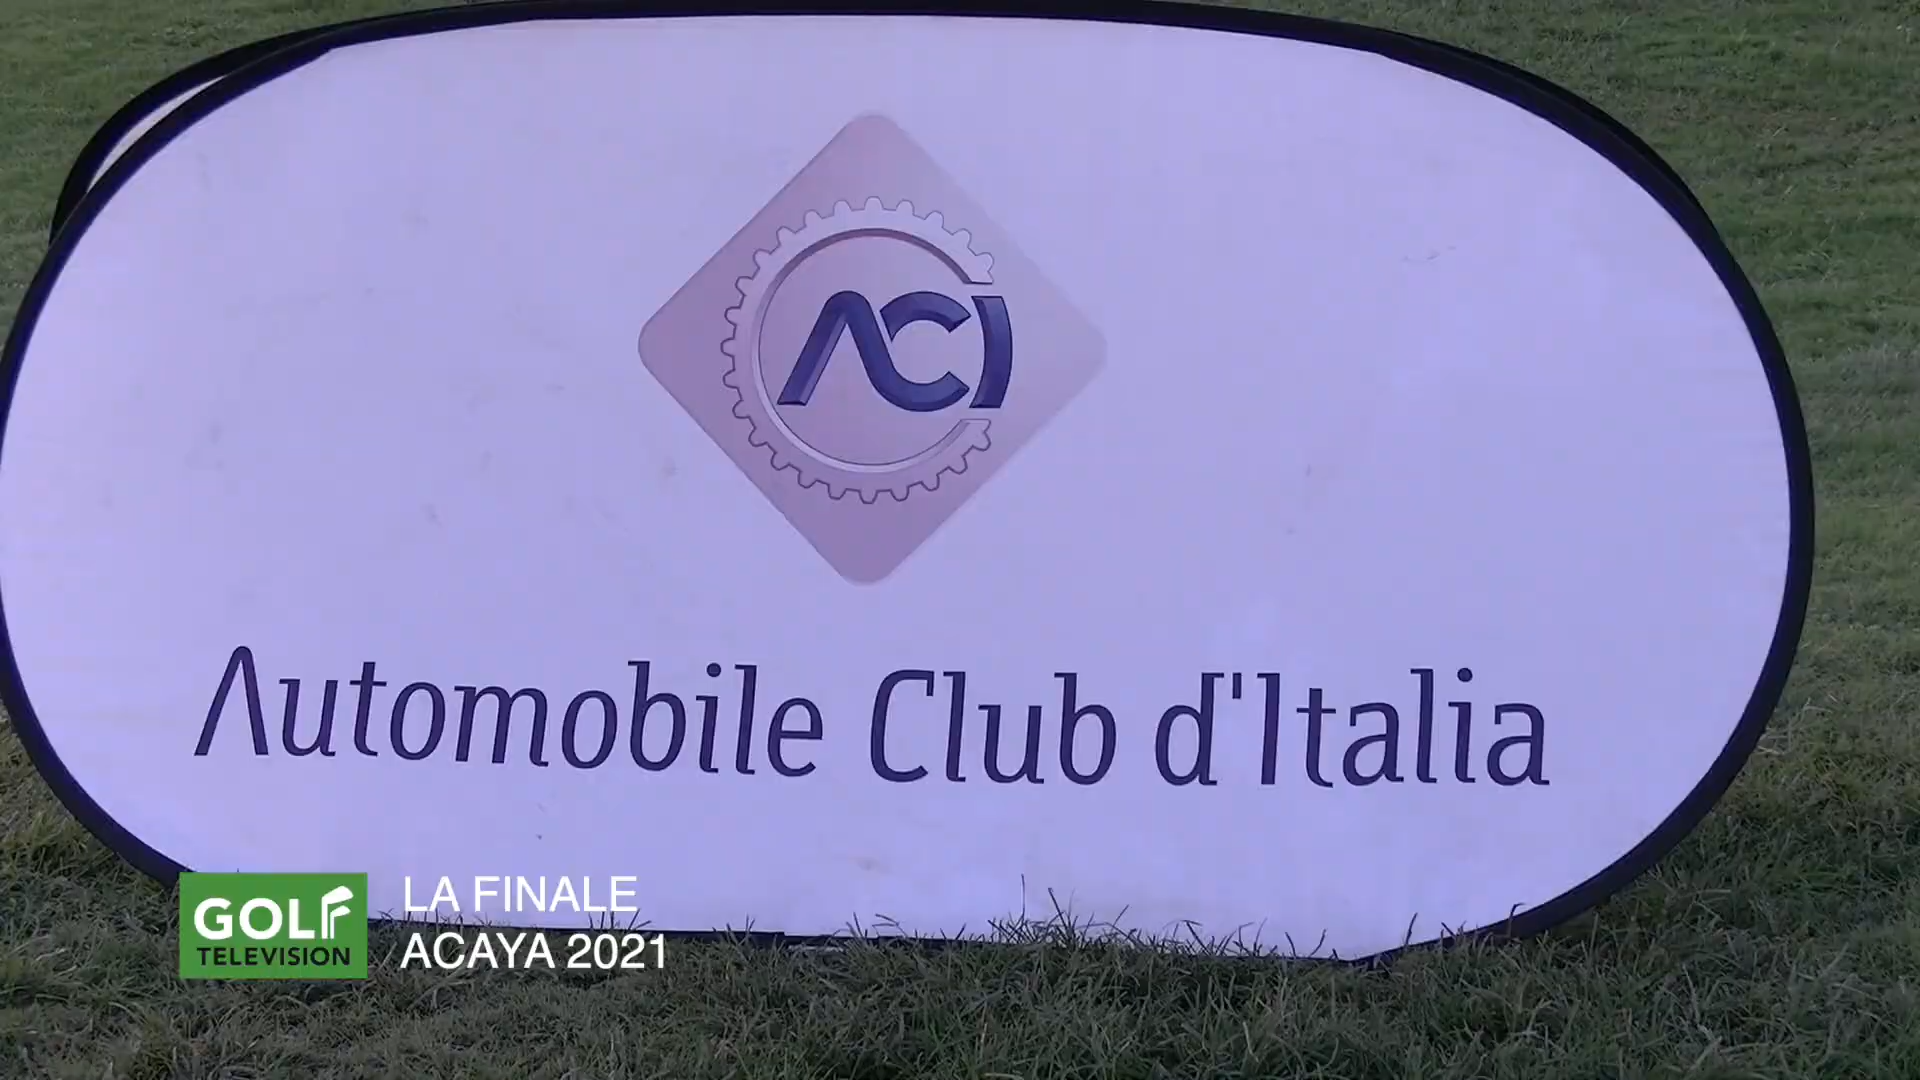 ACI
Automobile Club d'Italia
GOLF
TELEVISION
LA FINALE
ACAYA 2021